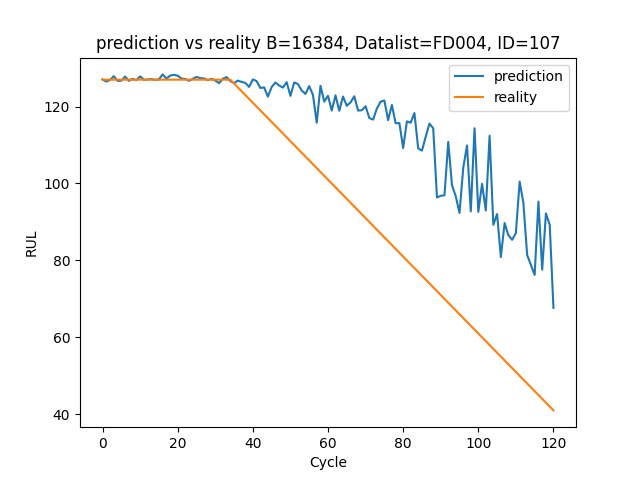 prediction vs reality B=16384, Datalist=FD004, ID=107
prediction
reality
RUL
120
100
80
60
40
0 20 40 60 80 100 120
Cycle